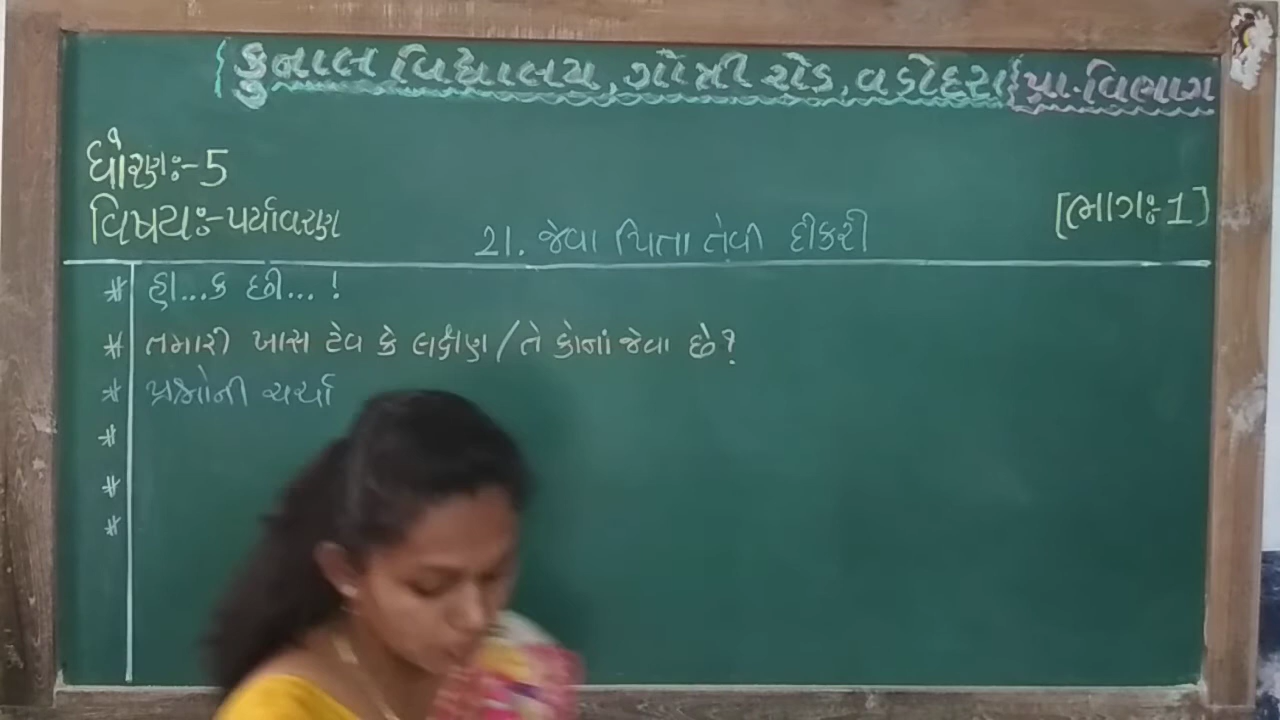 {કુનાલ વિદ્યાલય, ગોત્રી રોડ, વડોદરા{પ્રા. વિભાગ
ધોરણઃ-5
વિષયઃ-પર્યાવરણ
[ભાગઃ-1]
21. જેવા પિતા તેવી દીકરી
* હા...ક છી...!
* તમારી ખાસ ટેવ કે લક્ષણ/તે કોનાં જેવા છે?
* પ્રશ્નોની ચર્ચા
*
*
*